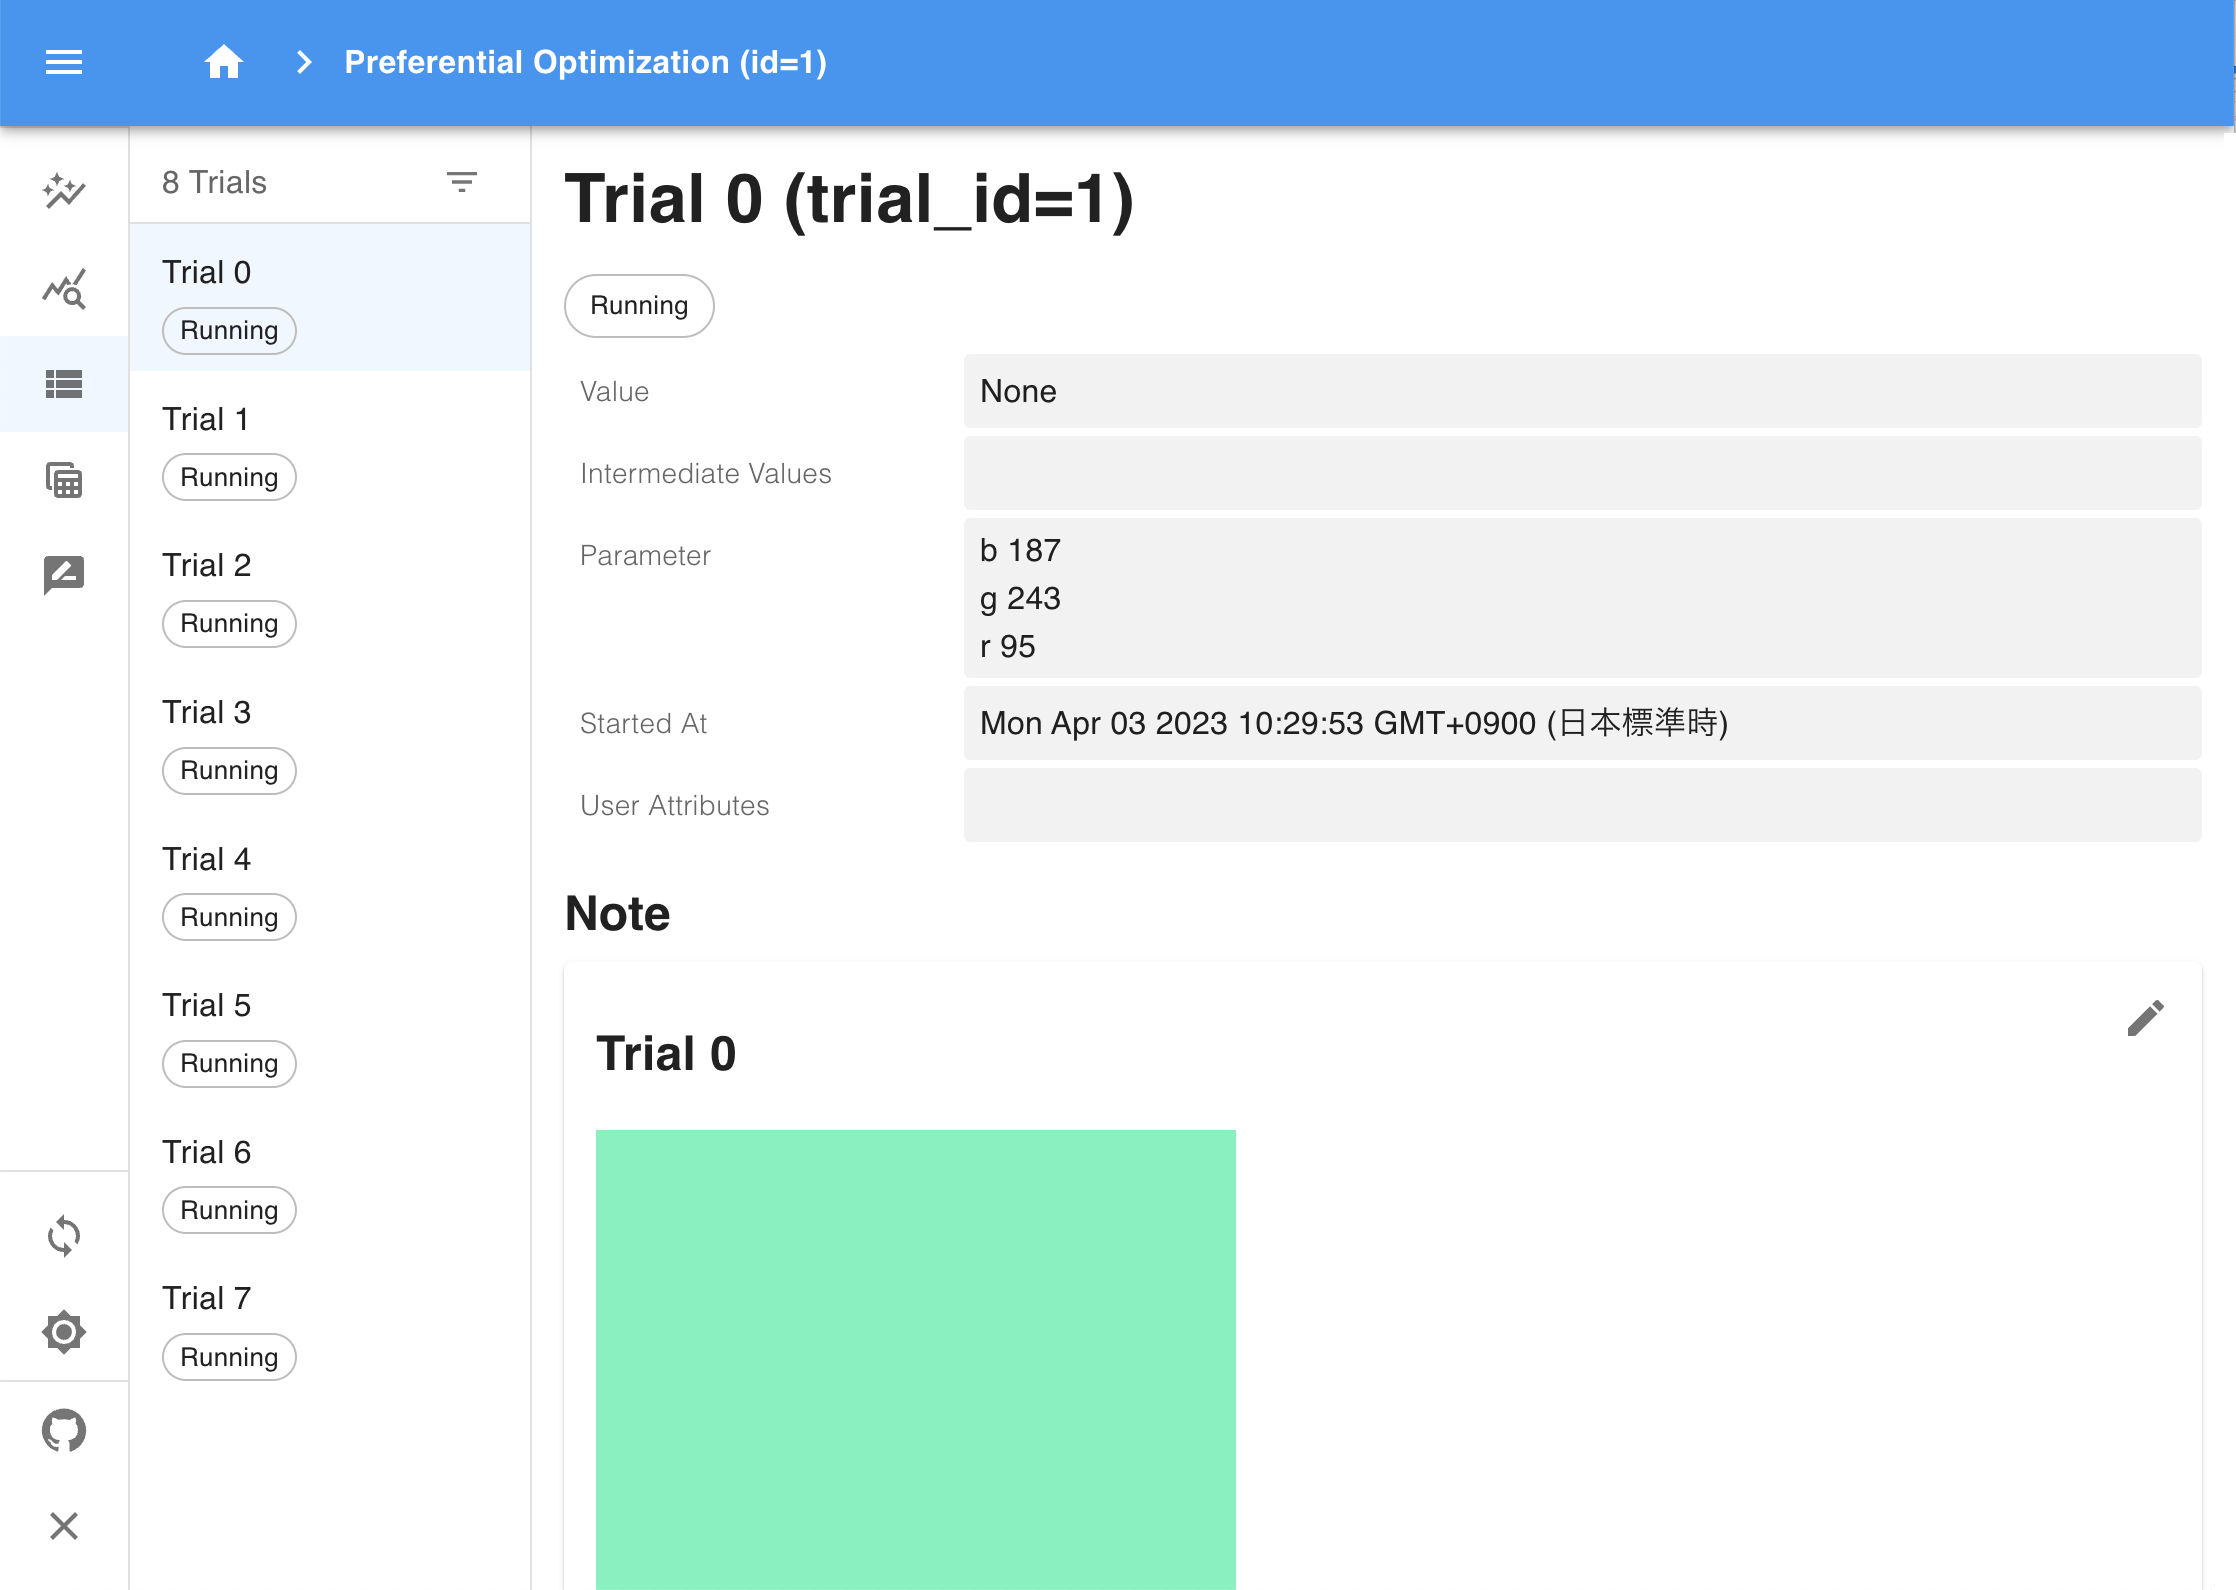 Preferential Optimization (id=1)
8 Trials
Trial 0
Running
Trial 1
Running
Trial 2
Running
Trial 3
Running
Trial 4
Running
Trial 5
Running
Trial 6
Running
Trial 7
Running
Trial 0 (trial_id=1)
Running
Value
None
Intermediate Values
Parameter
b 187
g 243
r 95
Started At
Mon Apr 03 2023 10:29:53 GMT+0900 (日本標準時)
User Attributes
Note
Trial 0